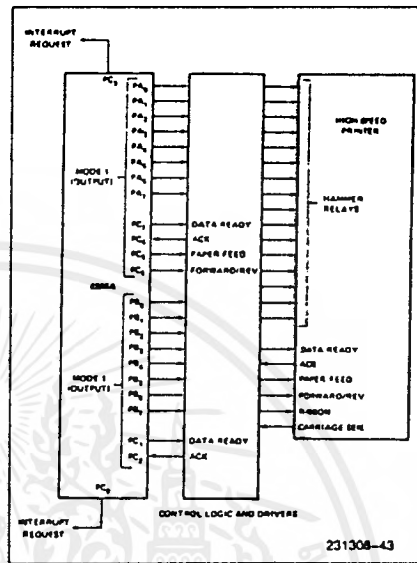 INTERRUPT
REQUEST
PC3
PA0
PA1
PA2
PA3
PA4
PA5
PA6
PA7
MODE 1
(OUTPUT)
PC7 DATA READY
PC6 ACK
PC5 PAPER FEED
PC4 FORWARD/REV
8255A
PB0
PB1
PB2
PB3
PB4
PB5
PB6
PB7
MODE 1
(OUTPUT)
PC1 DATA READY
PC2 ACK
PC0
INTERRUPT
REQUEST
CONTROL LOGIC AND DRIVERS
HIGH SPEED
PRINTER
HAMMER
RELAYS
DATA READY
ACK
PAPER FEED
FORWARD/REV
RIBBON
CARRIAGE SEN.
231308-43